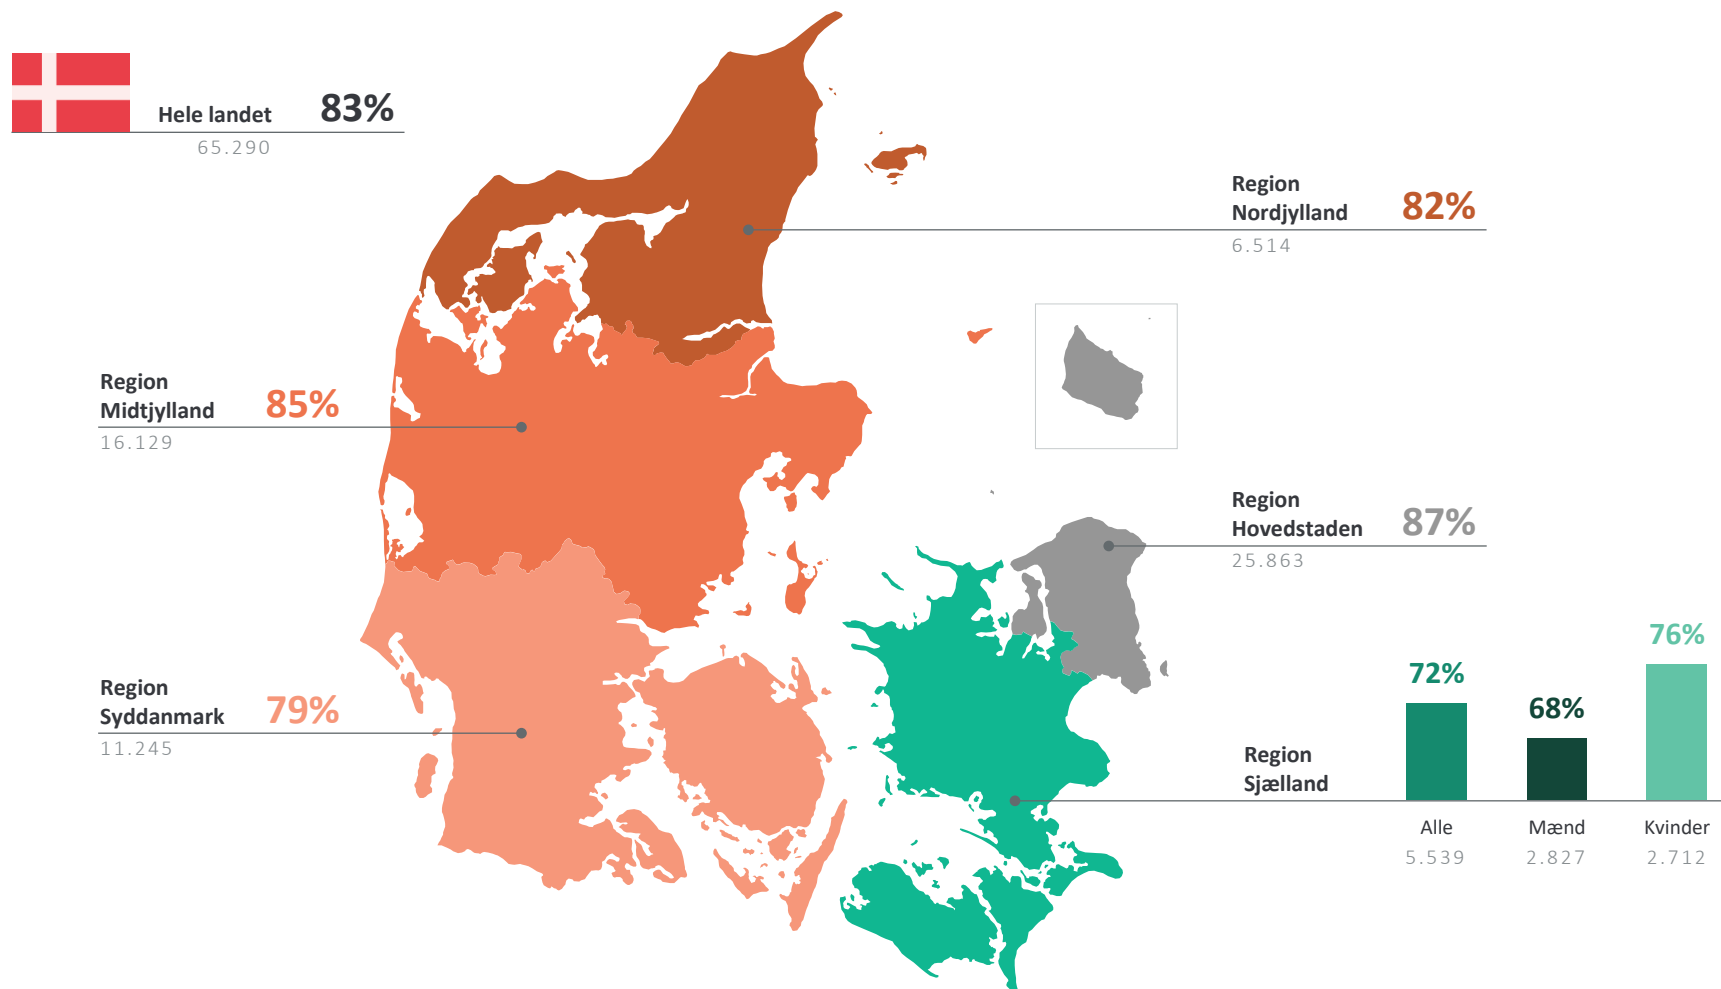 Hele landet 83%
65.290
Region
Nordjylland 82%
6.514
Region
Midtjylland 85%
16.129
Region
Hovedstaden 87%
25.863
Region
Syddanmark 79%
11.245
Region
Sjælland
72% 68% 76%
Alle Mænd Kvinder
5.539 2.827 2.712